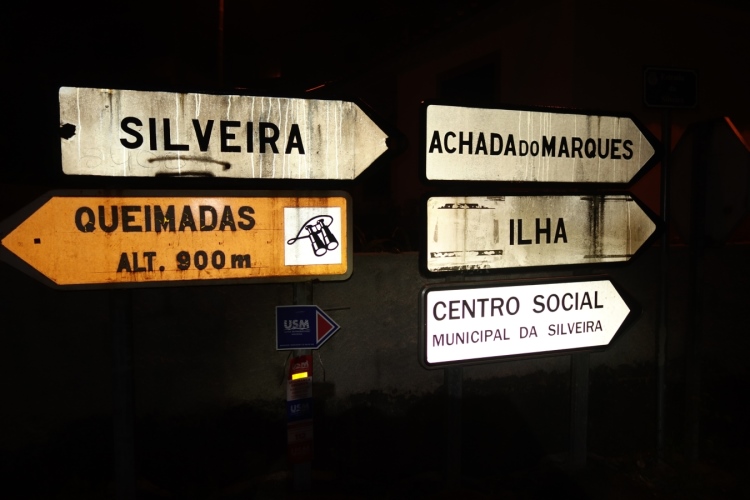 SILVEIRA
QUEIMADAS
ALT. 900m
USM
ACHADA DO MARQUES
ILHA
CENTRO SOCIAL
MUNICIPAL DA SILVEIRA